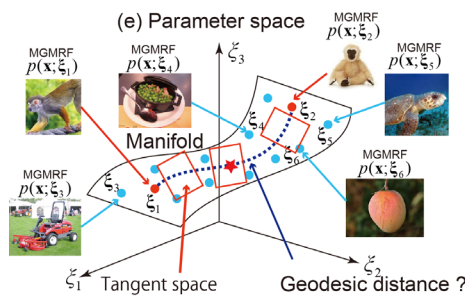 (e) Parameter space
MGMRF
p(x;ξ₁)
MGMRF
p(x;ξ₄)
ξ₃
MGMRF
p(x;ξ₂)
MGMRF
p(x;ξ₅)
ξ₂
ξ₄
ξ₅
Manifold
ξ₆
MGMRF
p(x;ξ₆)
MGMRF
p(x;ξ₃)
ξ₃
ξ₁
ξ₁
Tangent space
ξ₂
Geodesic distance ?